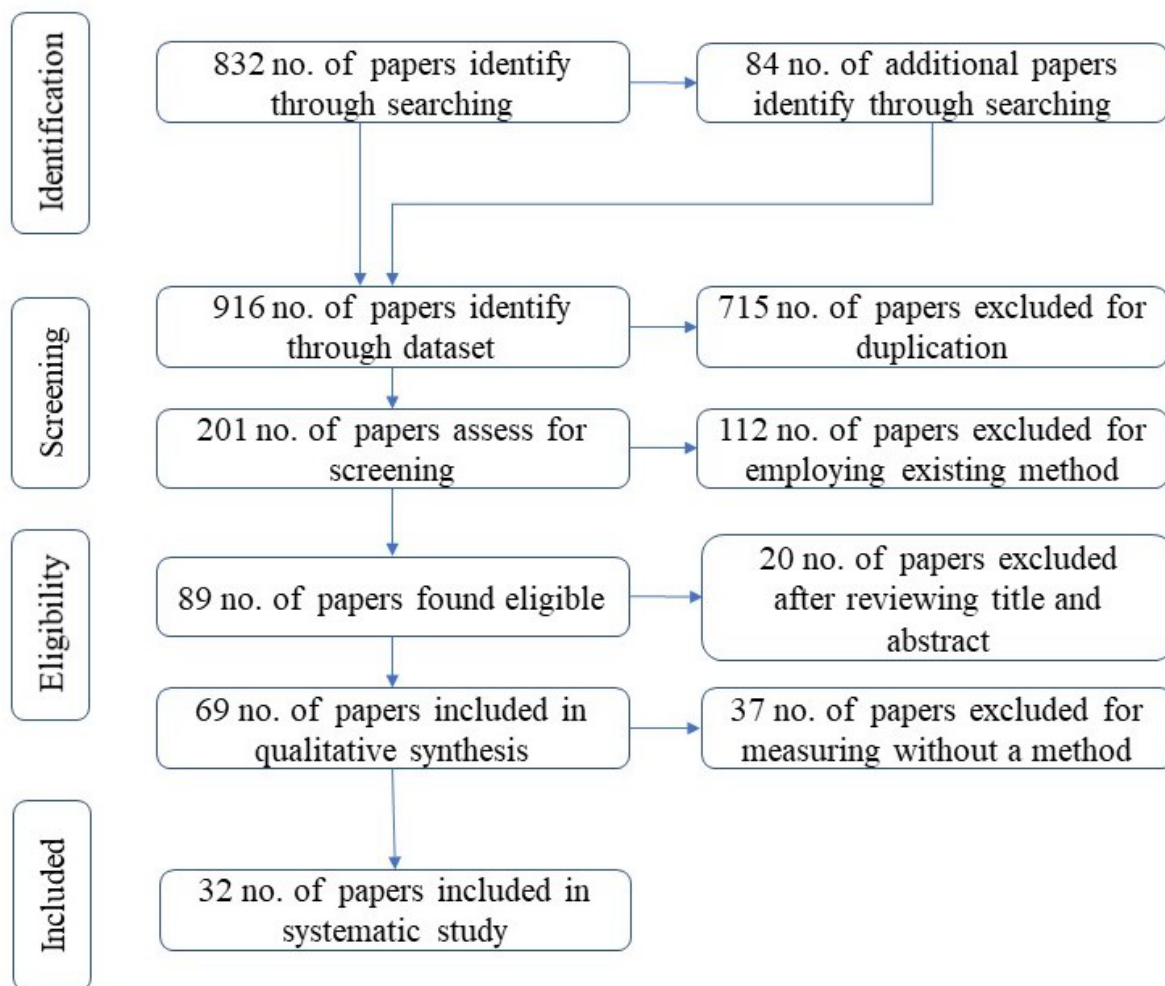 Identification
832 no. of papers identify
through searching
84 no. of additional papers
identify through searching
Screening
916 no. of papers identify
through dataset
715 no. of papers excluded for
duplication
201 no. of papers assess for
screening
112 no. of papers excluded for
employing existing method
Eligibility
89 no. of papers found eligible
20 no. of papers excluded
after reviewing title and
abstract
69 no. of papers included in
qualitative synthesis
37 no. of papers excluded for
measuring without a method
Included
32 no. of papers included in
systematic study